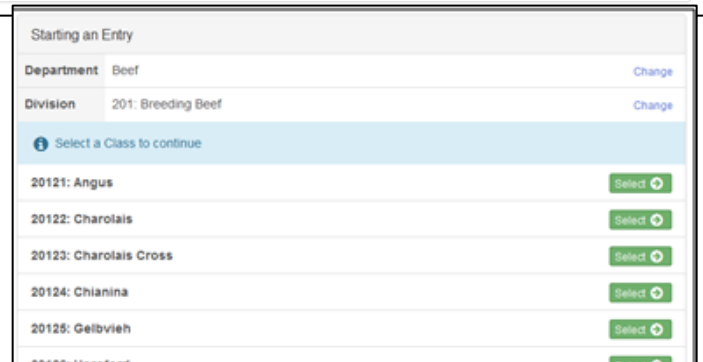 Starting an Entry
Department Beef Change
Division 201: Breeding Beef Change
Select a Class to continue
20121: Angus Select
20122: Charolais Select
20123: Charolais Cross Select
20124: Chianina Select
20125: Gelbvieh Select